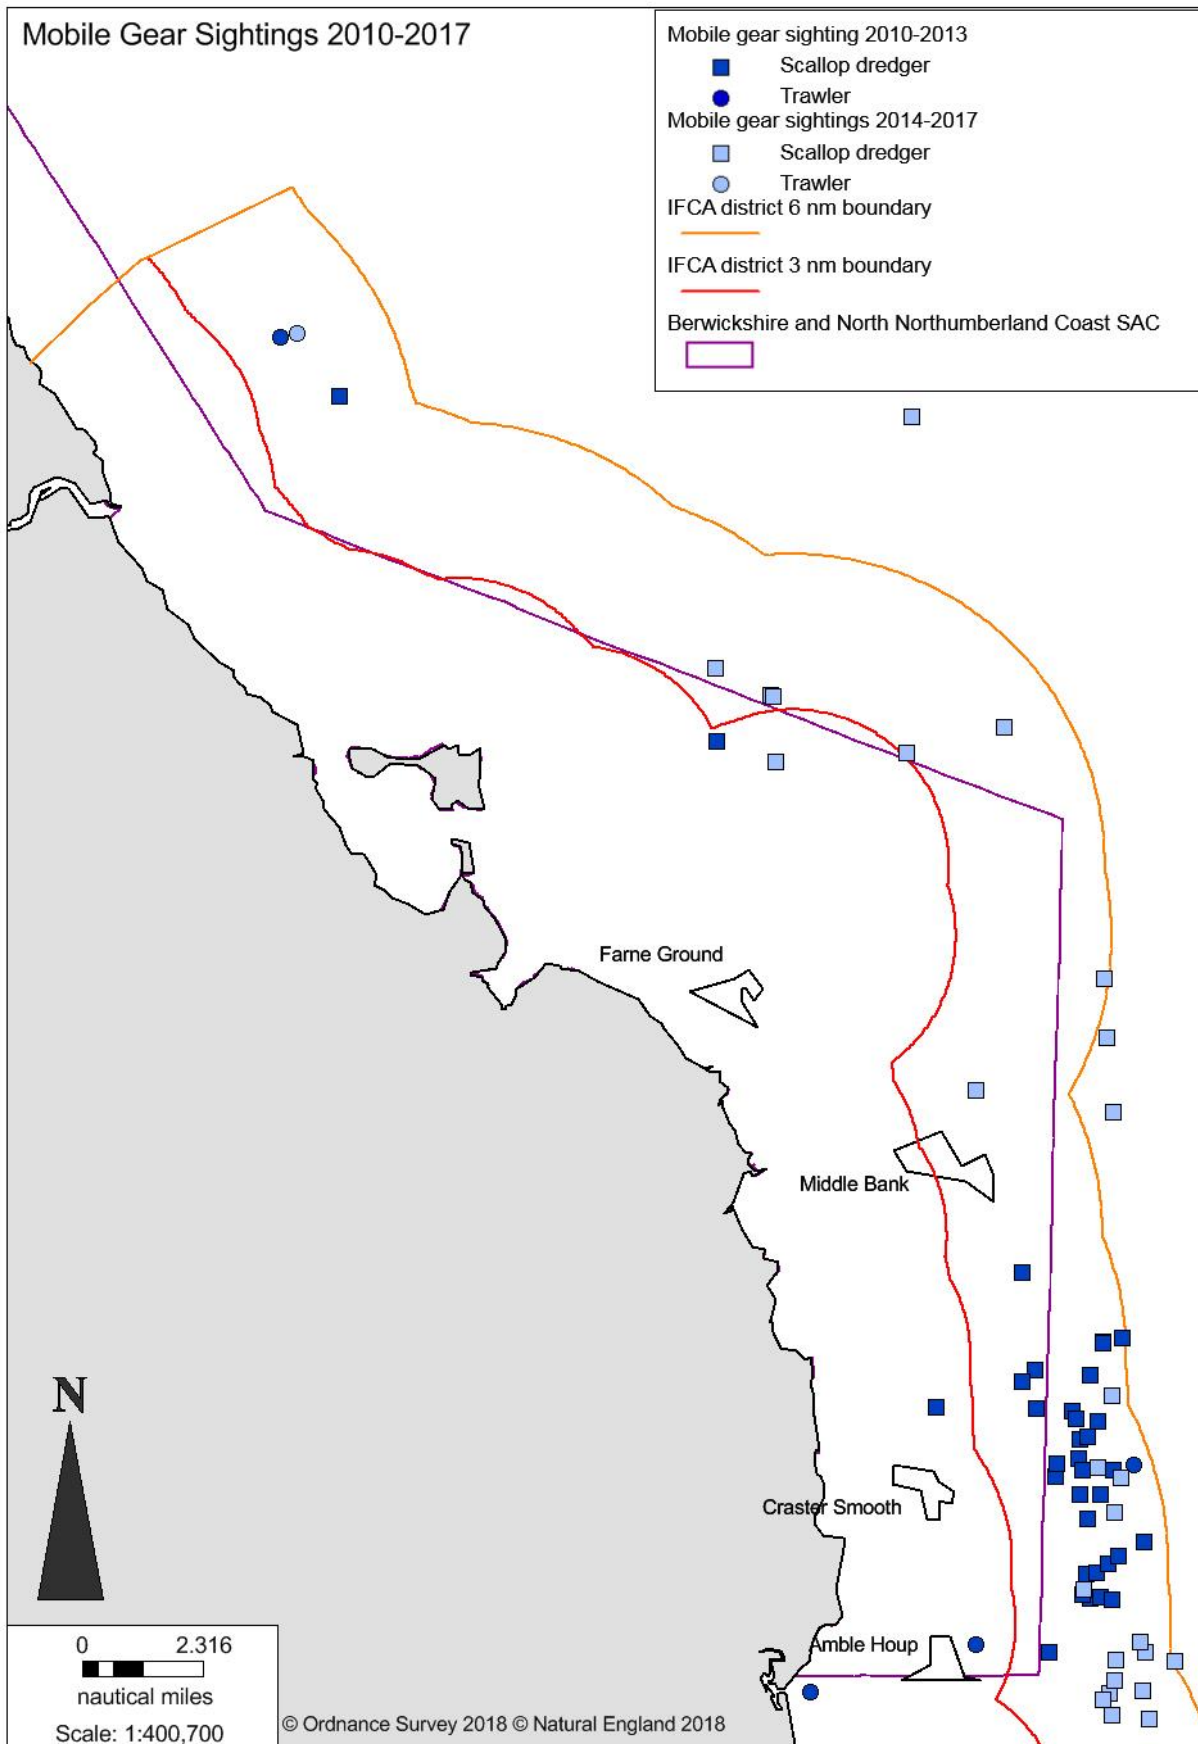 Mobile Gear Sightings 2010-2017
Mobile gear sighting 2010-2013
Scallop dredger
Trawler
Mobile gear sightings 2014-2017
Scallop dredger
Trawler
IFCA district 6 nm boundary
IFCA district 3 nm boundary
Berwickshire and North Northumberland Coast SAC
Farne Ground
Middle Bank
Craster Smooth
Amble Houp
N
0 2.316
nautical miles
Scale: 1:400,700
© Ordnance Survey 2018 © Natural England 2018